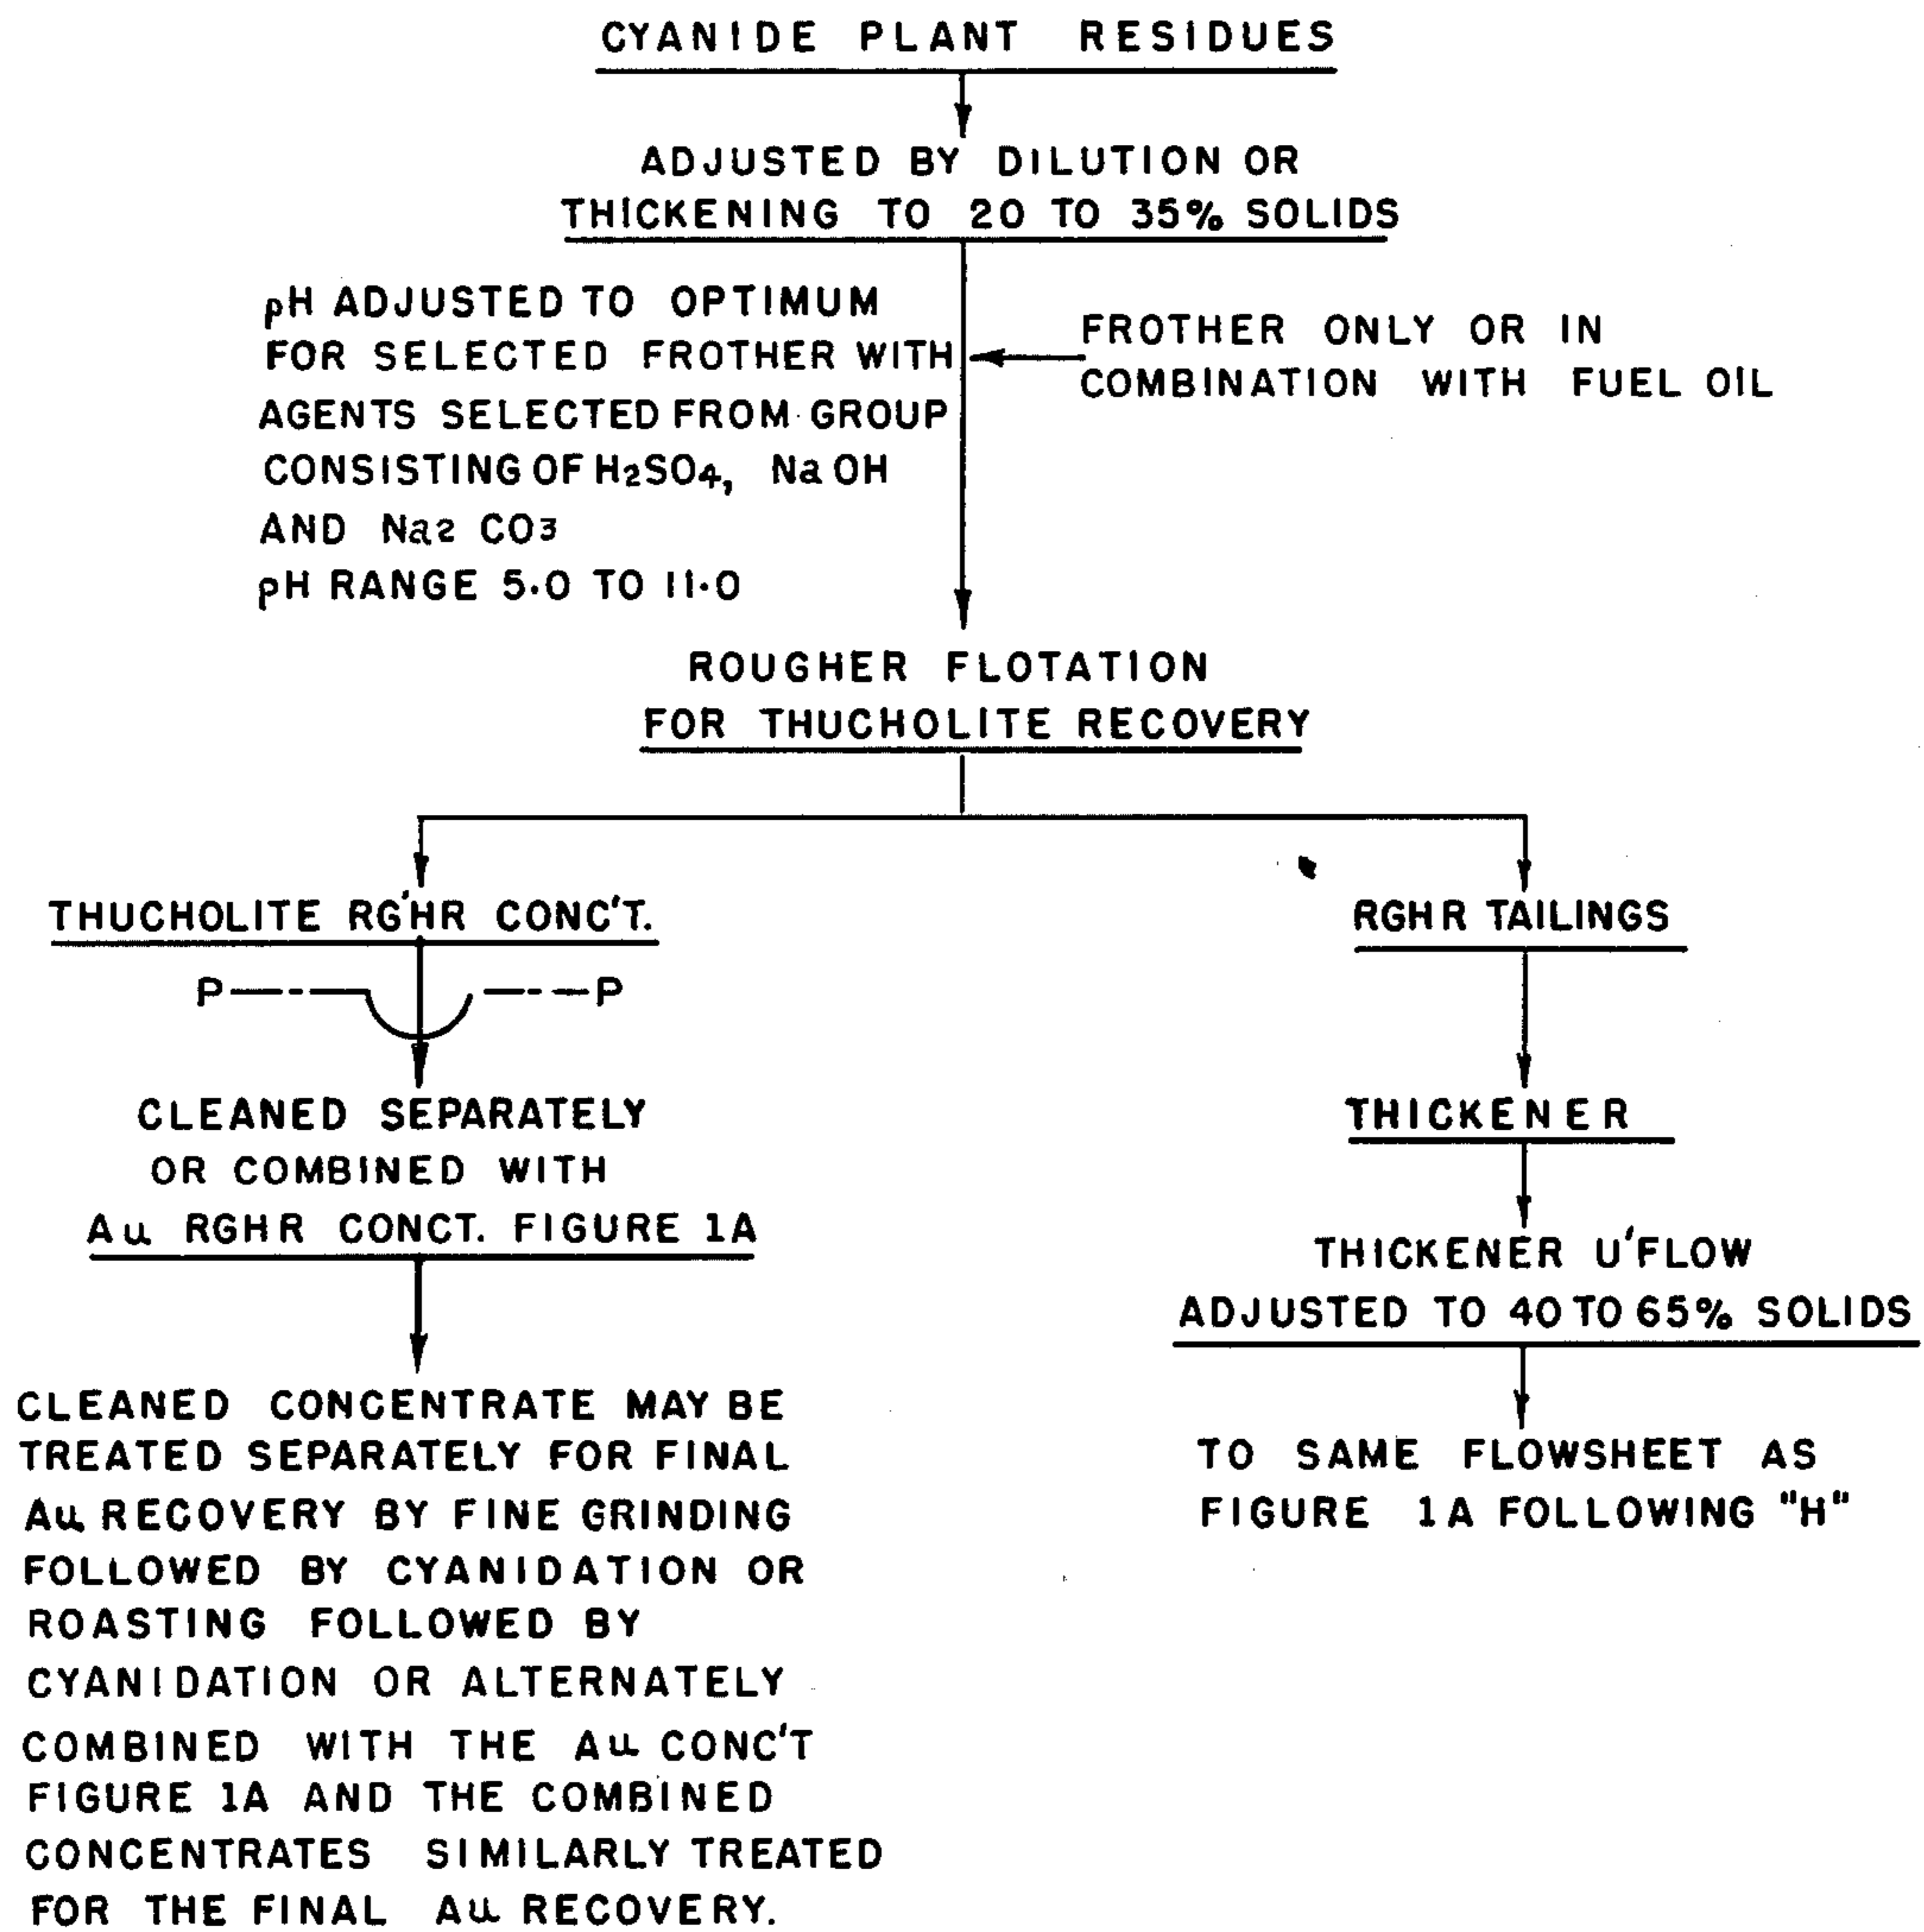 CYANIDE PLANT RESIDUES
ADJUSTED BY DILUTION OR
THICKENING TO 20 TO 35% SOLIDS
pH ADJUSTED TO OPTIMUM
FOR SELECTED FROTHER WITH
AGENTS SELECTED FROM GROUP
CONSISTING OF H₂SO₄, NaOH
AND Na₂ CO₃
pH RANGE 5.0 TO 11.0
FROTHER ONLY OR IN
COMBINATION WITH FUEL OIL
ROUGHER FLOTATION
FOR THUCHOLITE RECOVERY
THUCHOLITE RG'HR CONC'T.
P P
CLEANED SEPARATELY
OR COMBINED WITH
Au RGHR CONCT. FIGURE 1A
CLEANED CONCENTRATE MAY BE
TREATED SEPARATELY FOR FINAL
Au RECOVERY BY FINE GRINDING
FOLLOWED BY CYANIDATION OR
ROASTING FOLLOWED BY
CYANIDATION OR ALTERNATELY
COMBINED WITH THE Au CONC'T
FIGURE 1A AND THE COMBINED
CONCENTRATES SIMILARLY TREATED
FOR THE FINAL Au RECOVERY.
RGHR TAILINGS
THICKENER
THICKENER U'FLOW
ADJUSTED TO 40 TO 65% SOLIDS
TO SAME FLOWSHEET AS
FIGURE 1A FOLLOWING "H"